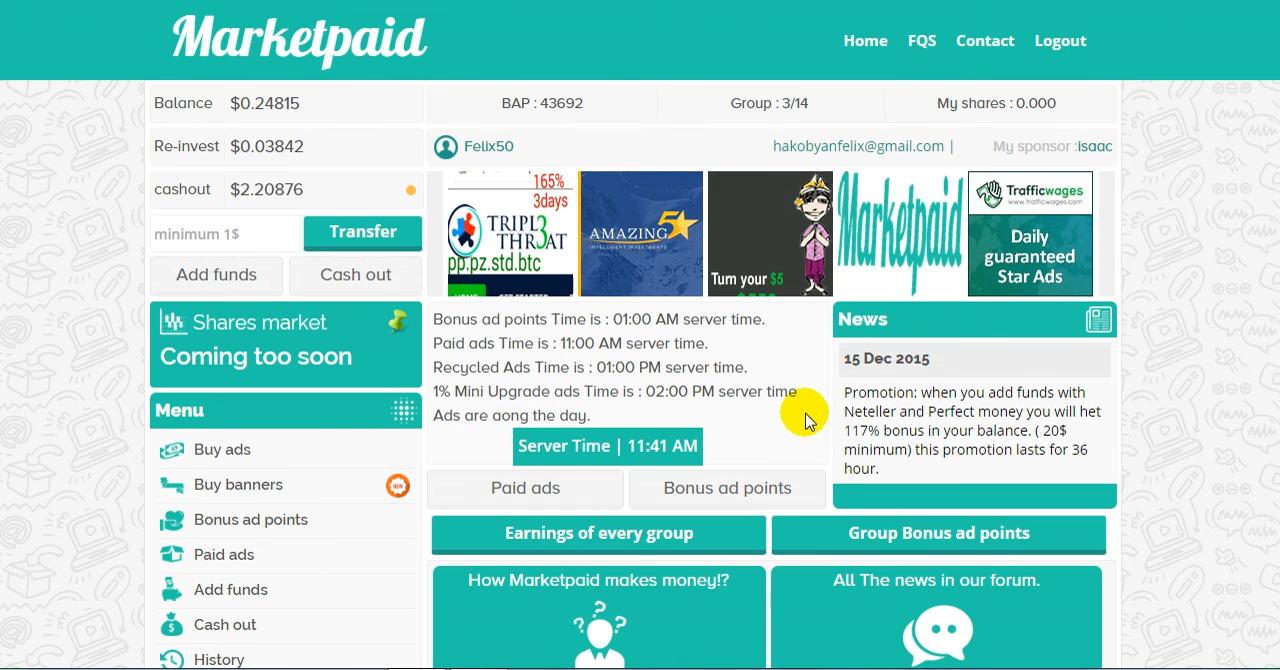 Marketpaid
Home FQS Contact Logout
Balance $0.24815
BAP : 43692 Group : 3/14 My shares : 0.000
Re-invest $0.03842
Felix50 hakobyanfelix@gmail.com | My sponsor :isaac
cashout $2.20876
minimum 1$ Transfer
Add funds Cash out
165%
3days
TRIPL3
THR3AT
pp.pz.std.btc
AMAZING5
INTELLIGENT INVESTMENTS
Turn your $5
Marketpaid
Trafficwages
www.trafficwages.com
Daily
guaranteed
Star Ads
Shares market
Coming too soon
Bonus ad points Time is : 01:00 AM server time.
Paid ads Time is : 11:00 AM server time.
Recycled Ads Time is : 01:00 PM server time.
1% Mini Upgrade ads Time is : 02:00 PM server time
Ads are aong the day.
Server Time | 11:41 AM
Paid ads Bonus ad points
News
15 Dec 2015
Promotion: when you add funds with
Neteller and Perfect money you will het
117% bonus in your balance. ( 20$
minimum) this promotion lasts for 36
hour.
Menu
Buy ads
Buy banners NEW
Bonus ad points
Paid ads
Add funds
Cash out
History
Earnings of every group Group Bonus ad points
How Marketpaid makes money!? All The news in our forum.